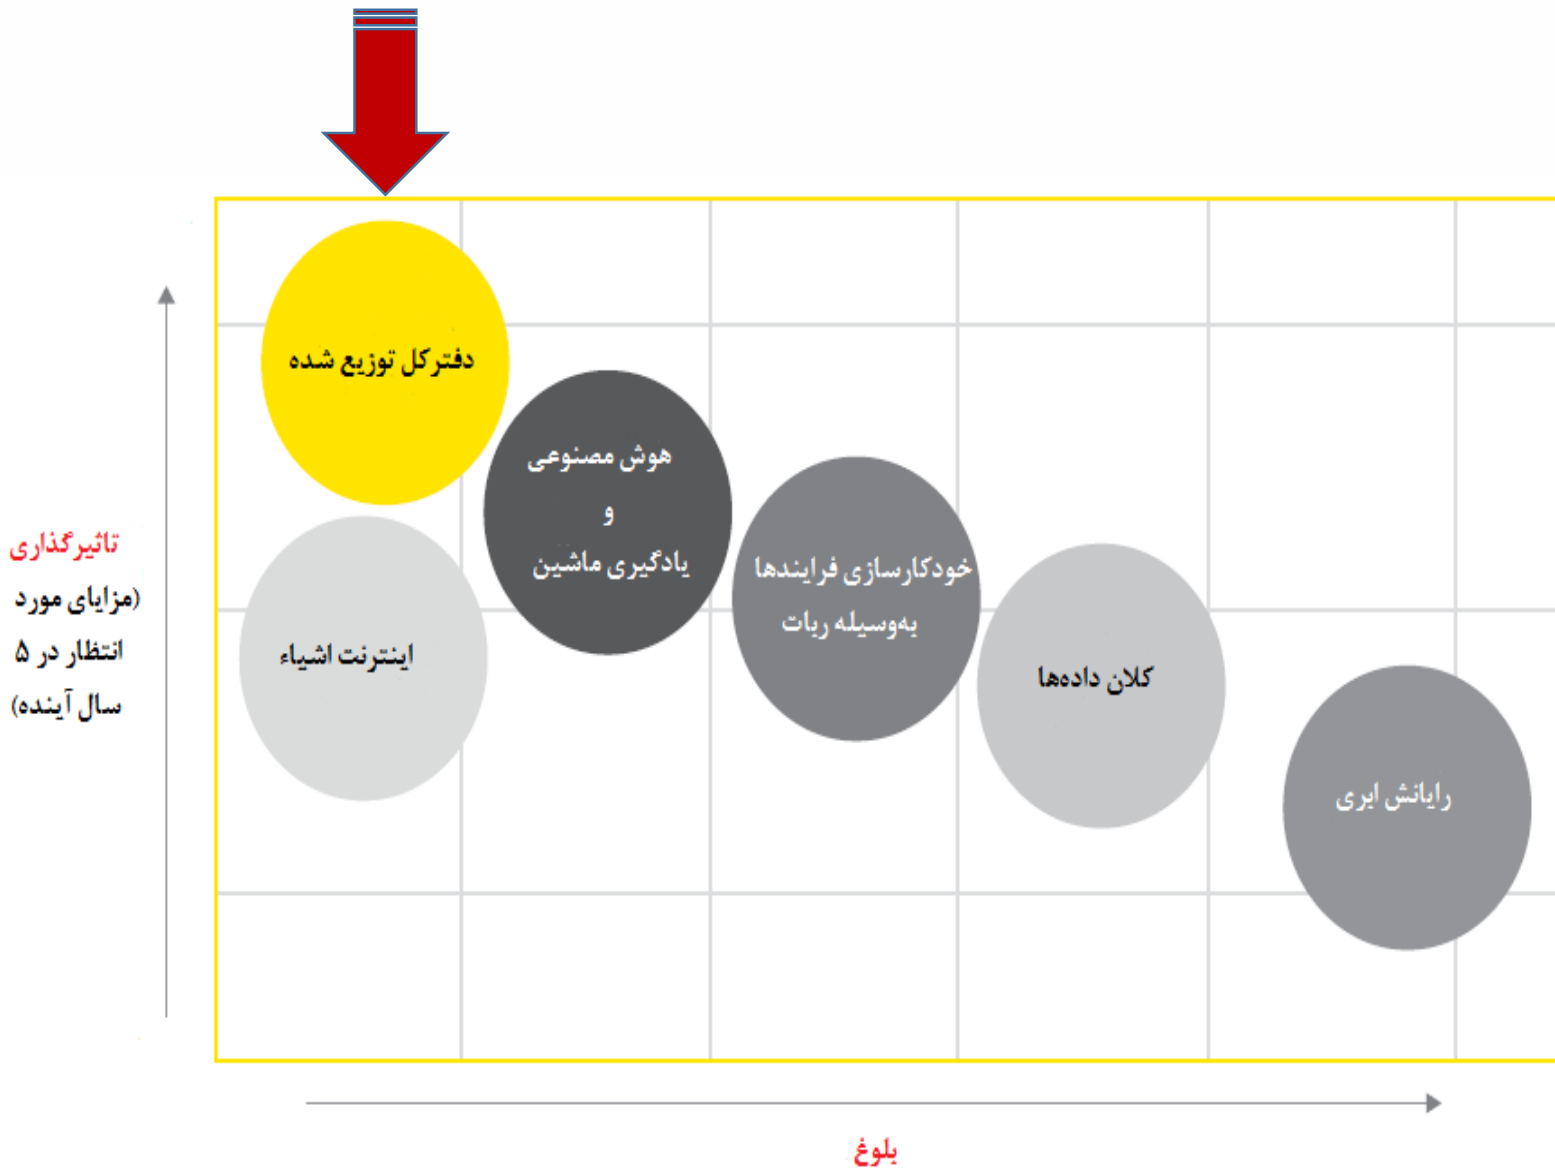 دفترکل توزیع شده
هوش مصنوعی
و
یادگیری ماشین
خودکارسازی فرایندها
به‌وسیله ربات
اینترنت اشیاء
کلان داده‌ها
رایانش ابری
تاثیرگذاری
(مزایای مورد
انتظار در ۵
سال آینده)
بلوغ